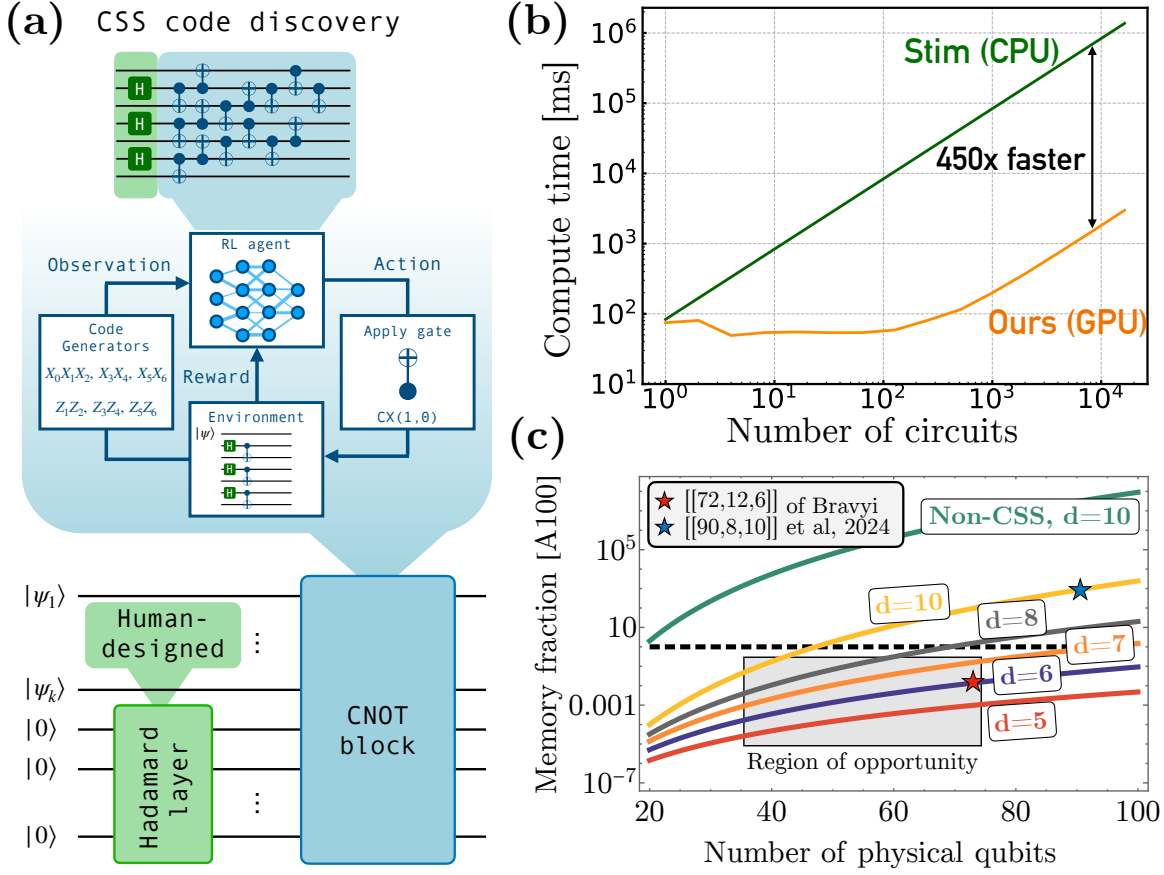 (a)
CSS code discovery
H
H
H
RL agent
Observation
Action
Code
Generators
X₀X₁X₂, X₃X₄, X₅X₆
Z₁Z₂, Z₃Z₄, Z₅Z₆
Apply gate
CX(1,0)
Reward
Environment
|ψ⟩
H
H
H
|ψ₁⟩
Human-
designed
⋮
|ψₖ⟩
|0⟩
|0⟩
|0⟩
Hadamard
layer
⋮
CNOT
block
(b)
Compute time [ms]
10⁶
10⁵
10⁴
10³
10²
10¹
Stim (CPU)
450x faster
Ours (GPU)
10⁰
10¹
10²
10³
10⁴
Number of circuits
(c)
Memory fraction [A100]
10⁵
10
0.001
10⁻⁷
[[72,12,6]] of Bravyi
[[90,8,10]] et al, 2024
Non-CSS, d=10
d=10
d=8
d=7
d=6
d=5
Region of opportunity
20
40
60
80
100
Number of physical qubits